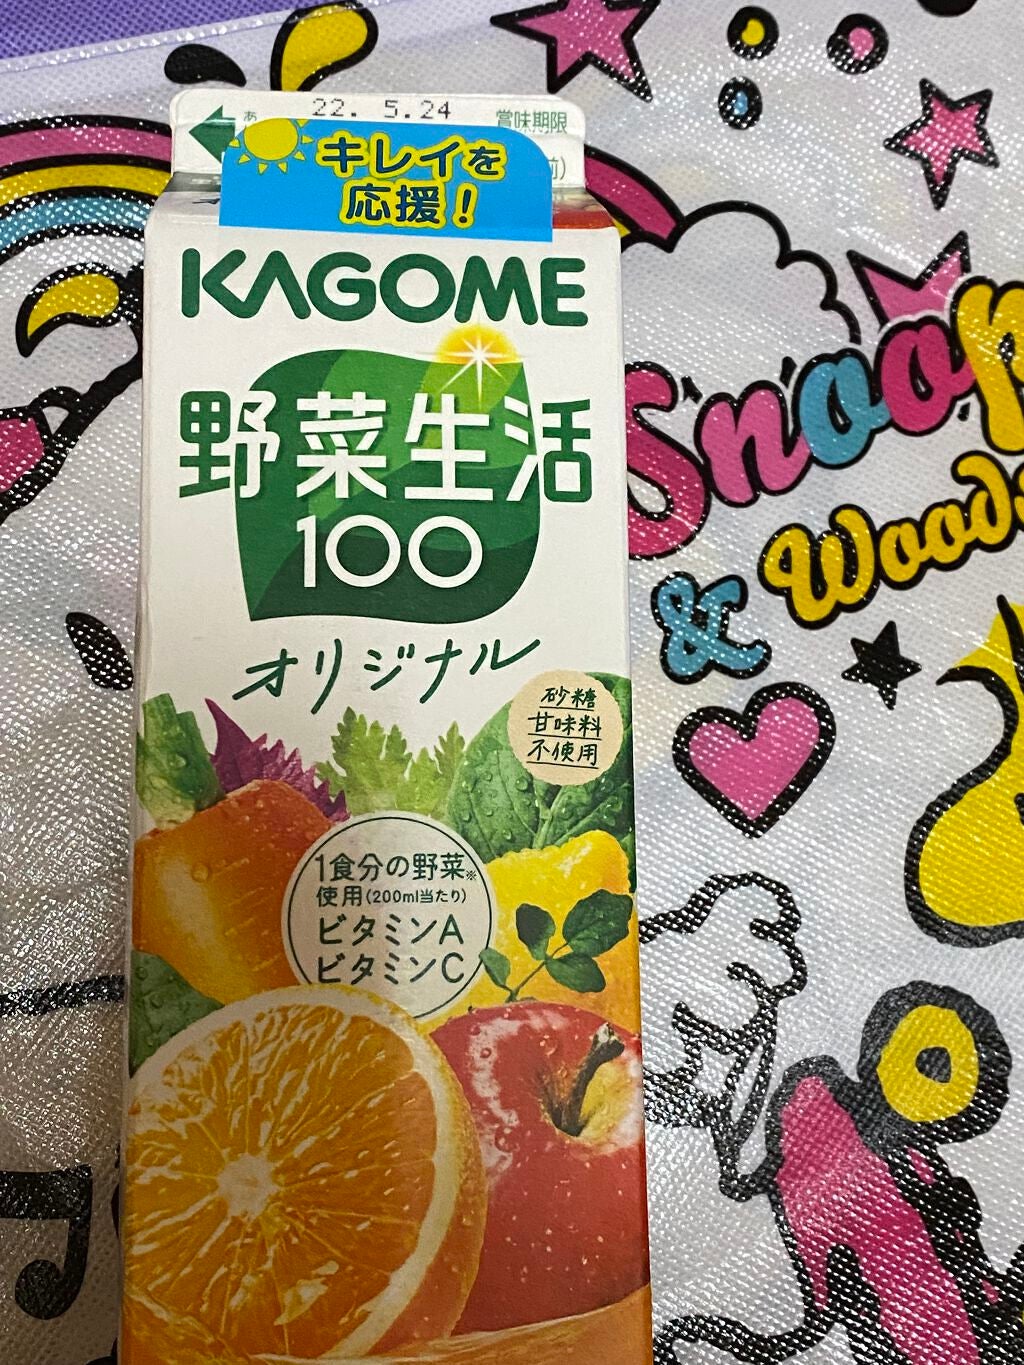 あ
22. 5.24
賞味期限
前)
キレイを
応援!
KAGOME
野菜生活
100
オリジナル
砂糖
甘味料
不使用
1食分の野菜※
使用(200ml当たり)
ビタミンA
ビタミンC
Snoop
& Woods